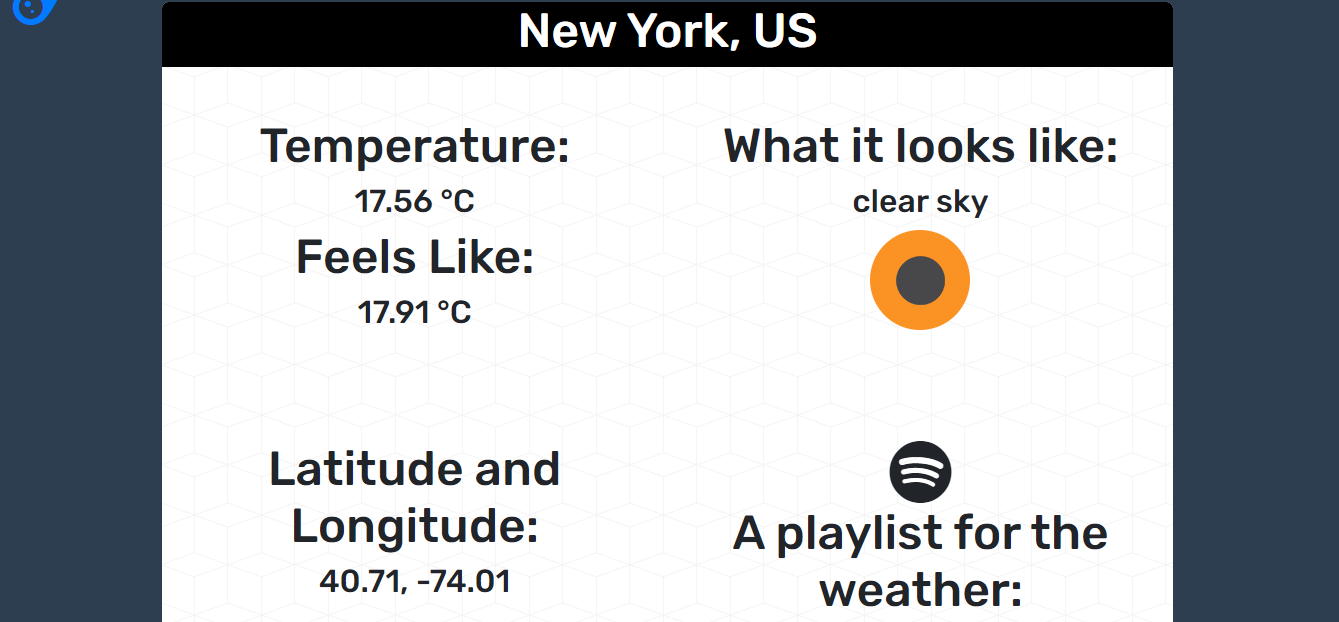 New York, US
Temperature:
17.56 °C
Feels Like:
17.91 °C
What it looks like:
clear sky
Latitude and
Longitude:
40.71, -74.01
A playlist for the
weather: